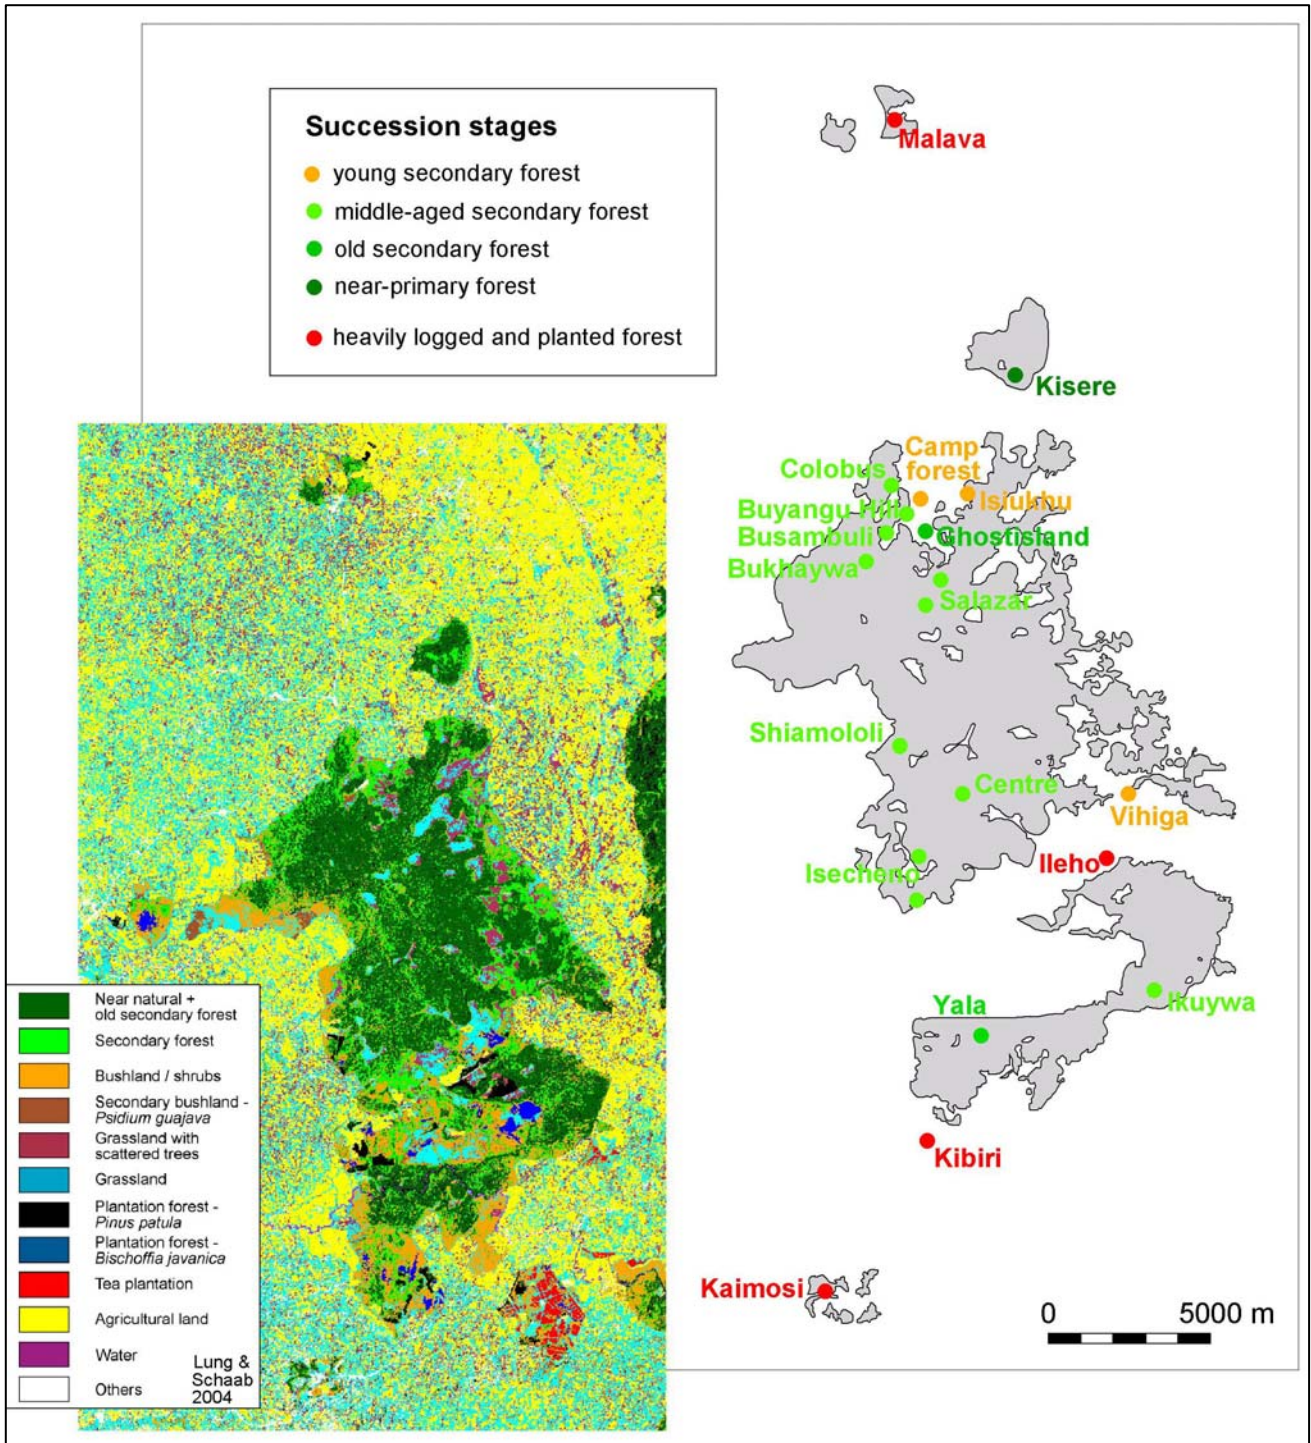 Succession stages
young secondary forest
middle-aged secondary forest
old secondary forest
near-primary forest
heavily logged and planted forest
Malava
Kisere
Camp
forest
Colobus
Isiukhu
Buyangu Hill
Busambuli
Ghostisland
Bukhaywa
Salazar
Shiamololi
Centre
Vihiga
Ileho
Isecheno
Ikuywa
Yala
Kibiri
Kaimosi
0 5000 m
Near natural +
old secondary forest
Secondary forest
Bushland / shrubs
Secondary bushland -
Psidium guajava
Grassland with
scattered trees
Grassland
Plantation forest -
Pinus patula
Plantation forest -
Bischoffia javanica
Tea plantation
Agricultural land
Water
Others
Lung &
Schaab
2004